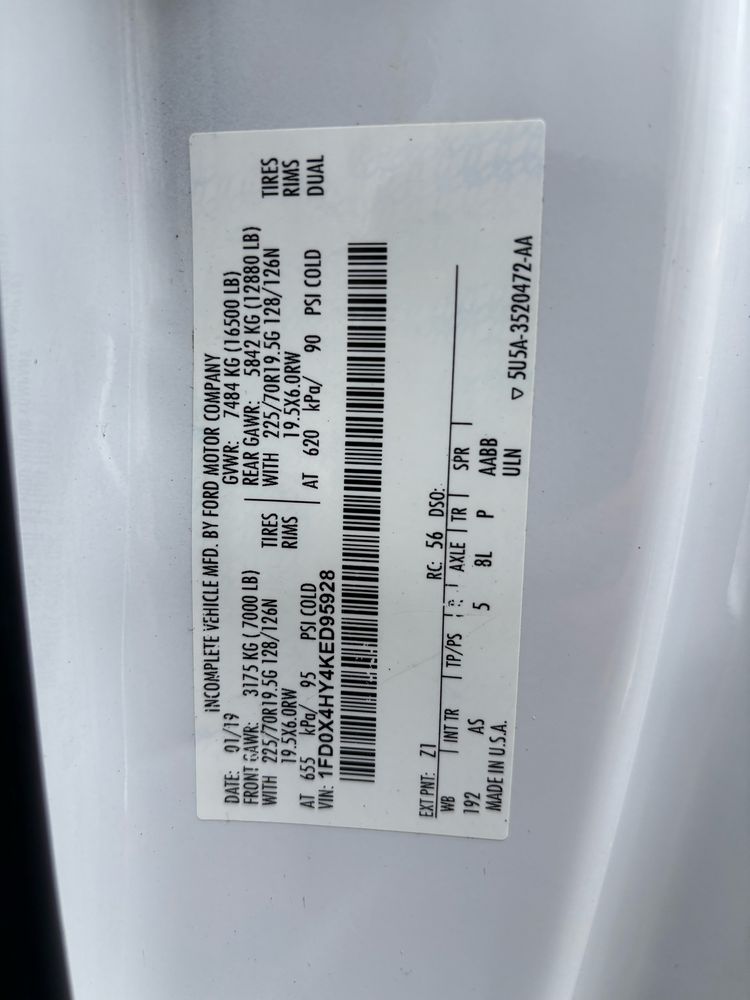 INCOMPLETE VEHICLE MFD. BY FORD MOTOR COMPANY
DATE: 01/19 GVWR: 7484 KG (16500 LB)
FRONT GAWR: 3175 KG ( 7000 LB) REAR GAWR: 5842 KG (12880 LB)
WITH 225/70R19.5G 128/126N TIRES WITH 225/70R19.5G 128/126N TIRES
19.5X6.0RW RIMS 19.5X6.0RW RIMS
AT 655 kPa/ 95 PSI COLD AT 620 kPa/ 90 PSI COLD DUAL
VIN: 1FD0X4HY4KED95928
EXT PNT: Z1 RC: 56 DSO:
WB INT TR TP/PS R AXLE TR SPR
192 AS 5 8L P AABB
MADE IN U.S.A. ULN
▽ 5U5A-3520472-AA